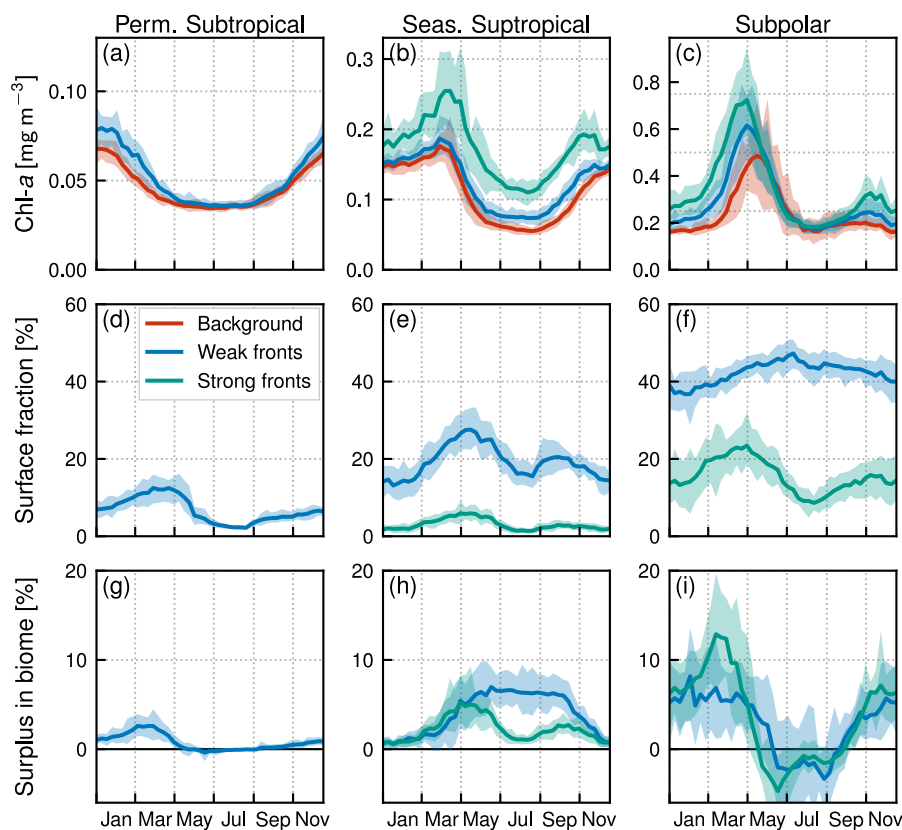 Perm. Subtropical Seas. Suptropical Subpolar
(a) (b) (c)
Chl-a [mg m⁻³]
0.10
0.05
0.00
0.3
0.2
0.1
0.0
0.8
0.6
0.4
0.2
0.0
(d) (e) (f)
Surface fraction [%]
60
40
20
0
Background
Weak fronts
Strong fronts
60
40
20
0
60
40
20
0
(g) (h) (i)
Surplus in biome [%]
20
10
0
20
10
0
20
10
0
Jan Mar May Jul Sep Nov
Jan Mar May Jul Sep Nov
Jan Mar May Jul Sep Nov